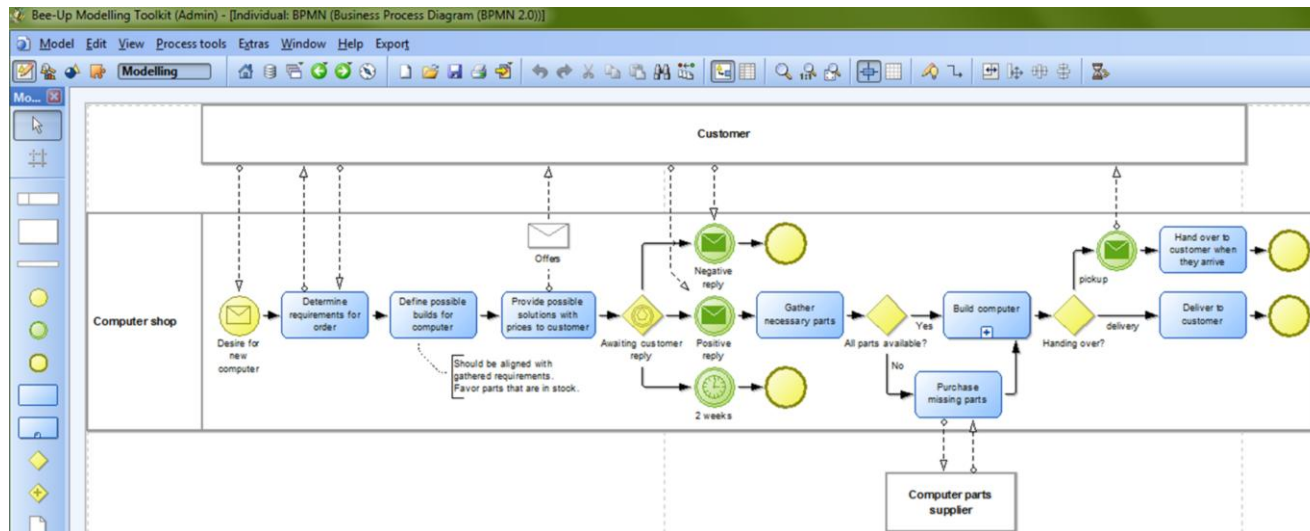 Bee-Up Modelling Toolkit (Admin) - [Individual: BPMN (Business Process Diagram (BPMN 2.0))]
Model Edit View Process tools Extras Window Help Export
Modelling
Mo...
Customer
Computer shop
Desire for
new
computer
Determine
requirements for
order
Define possible
builds for
computer
Should be aligned with
gathered requirements.
Favor parts that are in stock.
Offers
Provide possible
solutions with
prices to customer
Awaiting customer
reply
Negative
reply
Positive
reply
2 weeks
Gather
necessary parts
All parts available?
Yes
No
Build computer
Purchase
missing parts
Handing over?
pickup
delivery
Hand over to
customer when
they arrive
Deliver to
customer
Computer parts
supplier